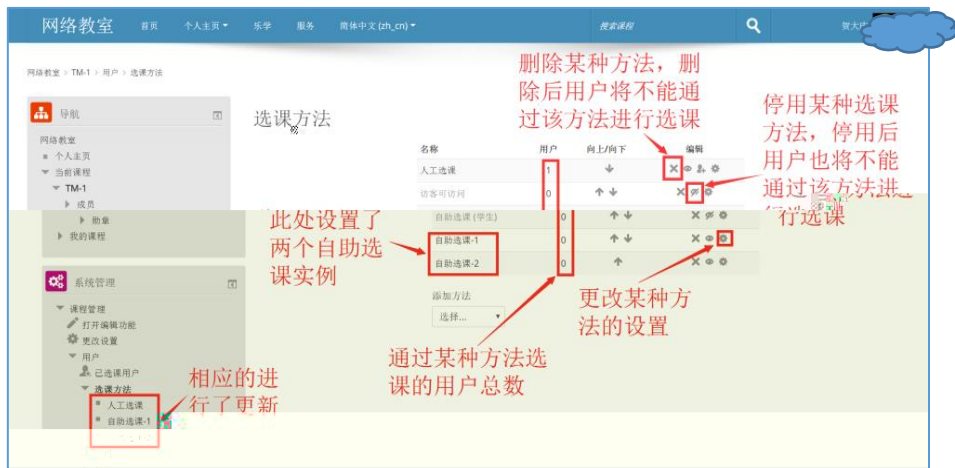 网络教室 首页 个人主页 乐学 服务 简体中文 (zh_cn) 搜索课程
网络教室 > TM-1 > 用户 > 选课方法
导航
网络教室
个人主页
当前课程
TM-1
成员
勋章
我的课程
系统管理
课程管理
打开编辑功能
更改设置
用户
已选课用户
选课方法
人工选课
自助选课-1
相应的进
行了更新
选课方法
名称 用户 向上/向下 编辑
人工选课 1
访客可访问 0
自助选课 (学生) 0
自助选课-1 0
自助选课-2 0
添加方法
选择...
删除某种方法，删
除后用户将不能通
过该方法进行选课
停用某种选课
方法，停用后
用户也将不能
通过该方法进
行选课
此处设置了
两个自助选
课实例
更改某种方
法的设置
通过某种方法选
课的用户总数